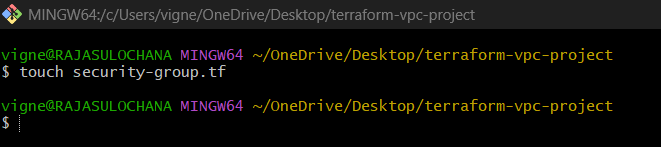 MINGW64:/c/Users/vigne/OneDrive/Desktop/terraform-vpc-project
vigne@RAJASULOCHANA MINGW64 ~/OneDrive/Desktop/terraform-vpc-project
$ touch security-group.tf
vigne@RAJASULOCHANA MINGW64 ~/OneDrive/Desktop/terraform-vpc-project
$